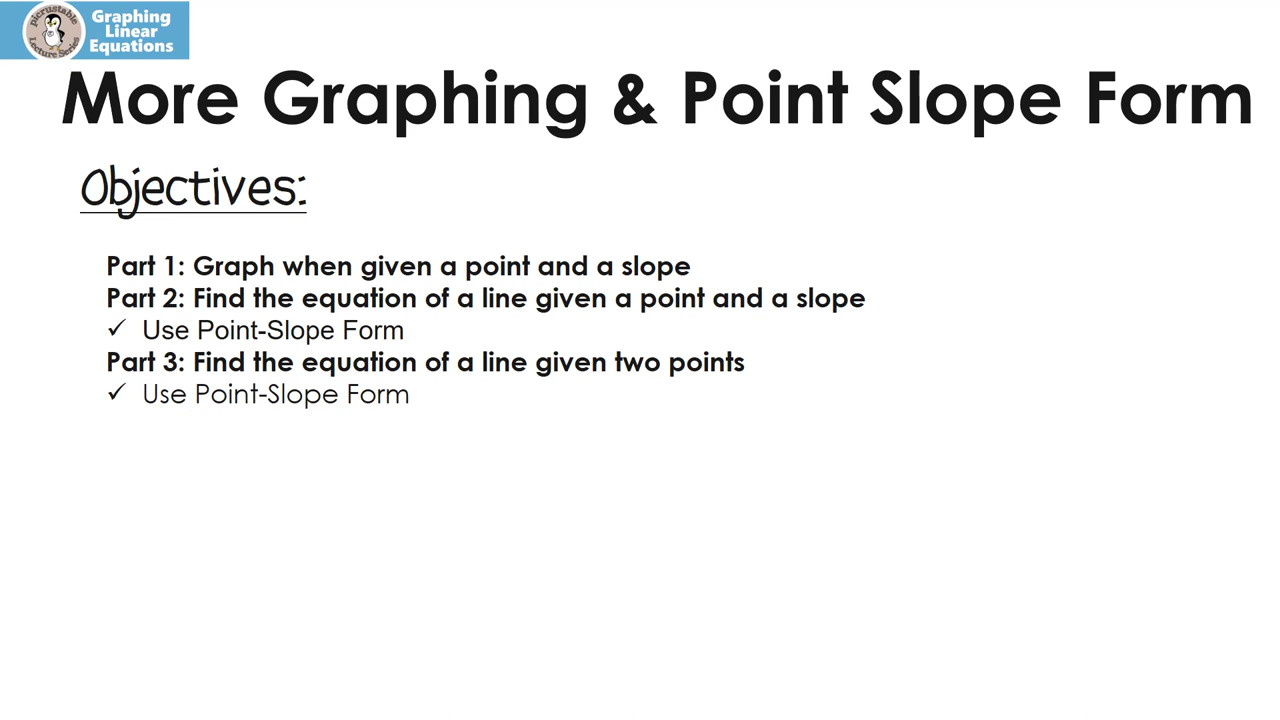 picrustable
Lecture Series
Graphing
Linear
Equations
More Graphing & Point Slope Form
Objectives:
Part 1: Graph when given a point and a slope
Part 2: Find the equation of a line given a point and a slope
✓ Use Point-Slope Form
Part 3: Find the equation of a line given two points
✓ Use Point-Slope Form